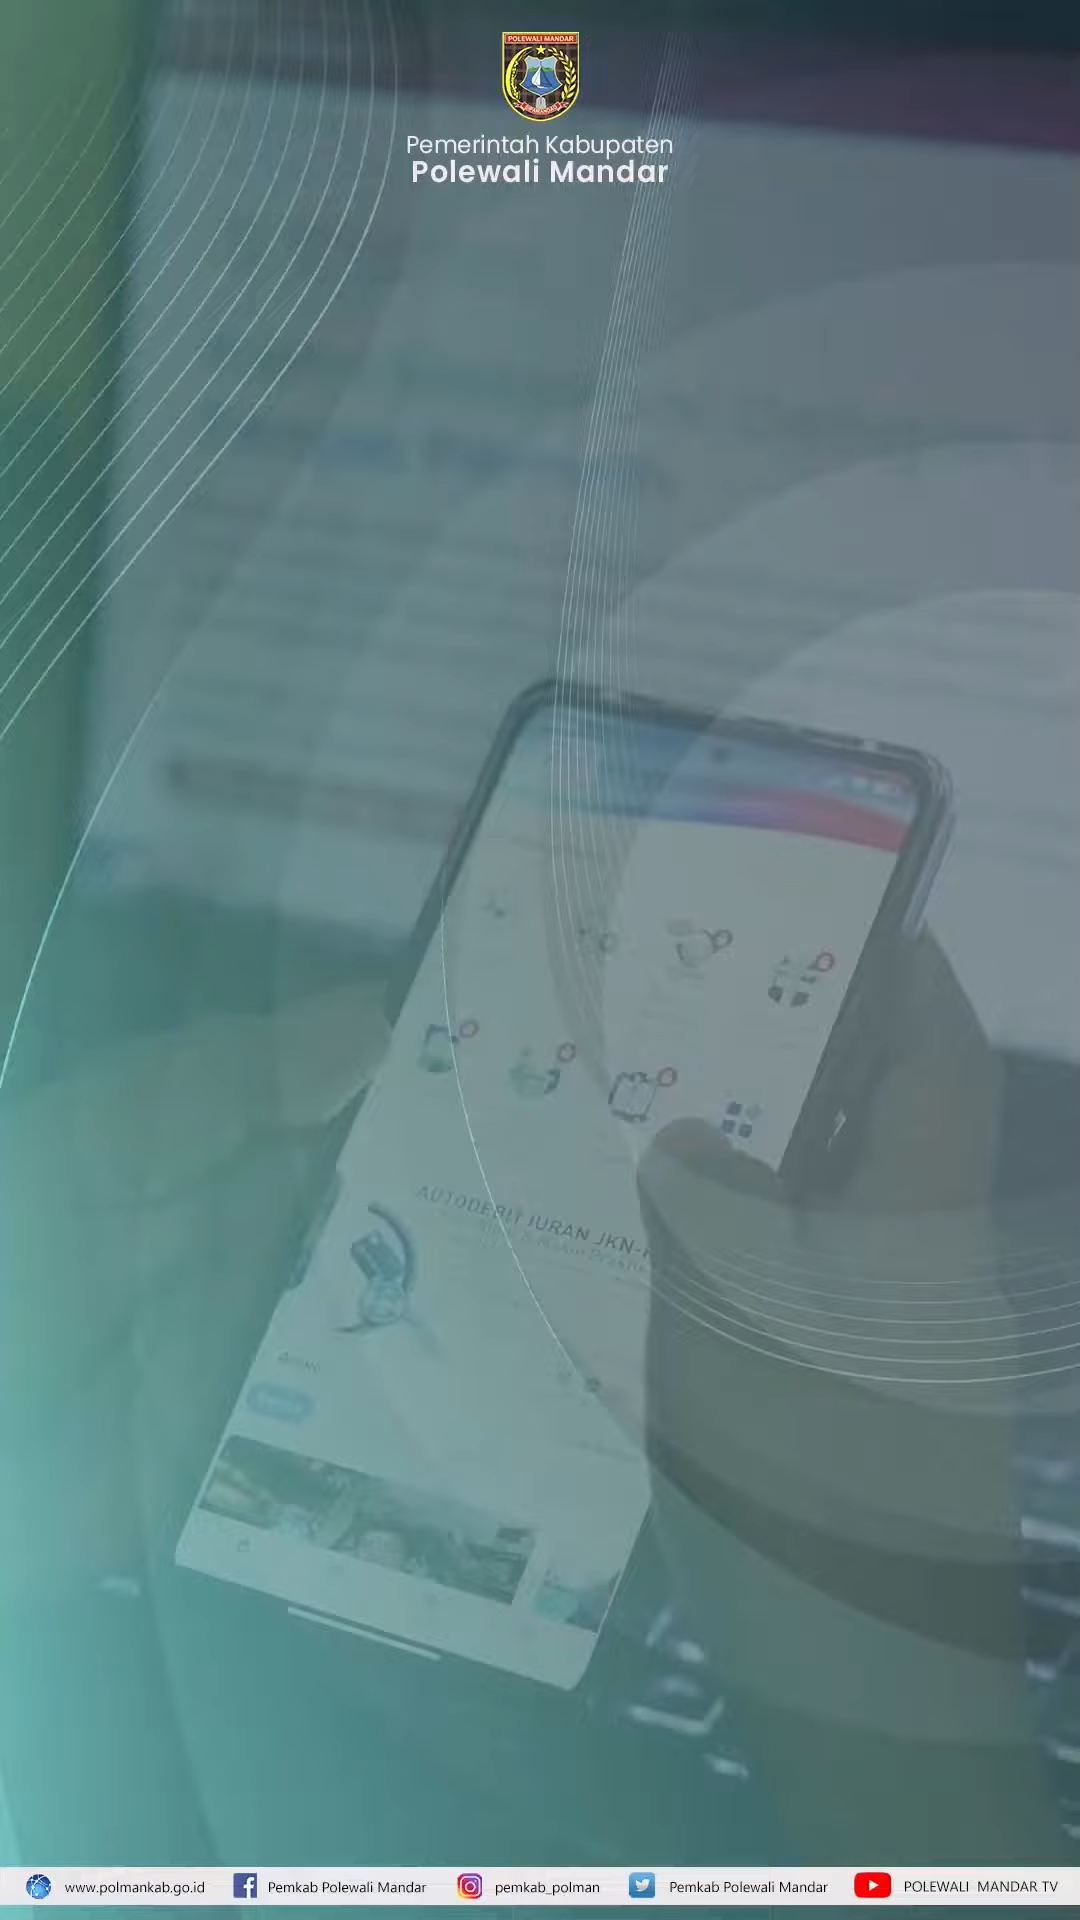 POLEWALI MANDAR
Pemerintah Kabupaten
Polewali Mandar
AUTODEBIT IURAN JKN-
www.polmankab.go.id
Pemkab Polewali Mandar
pemkab_polman
Pemkab Polewali Mandar
POLEWALI MANDAR TV